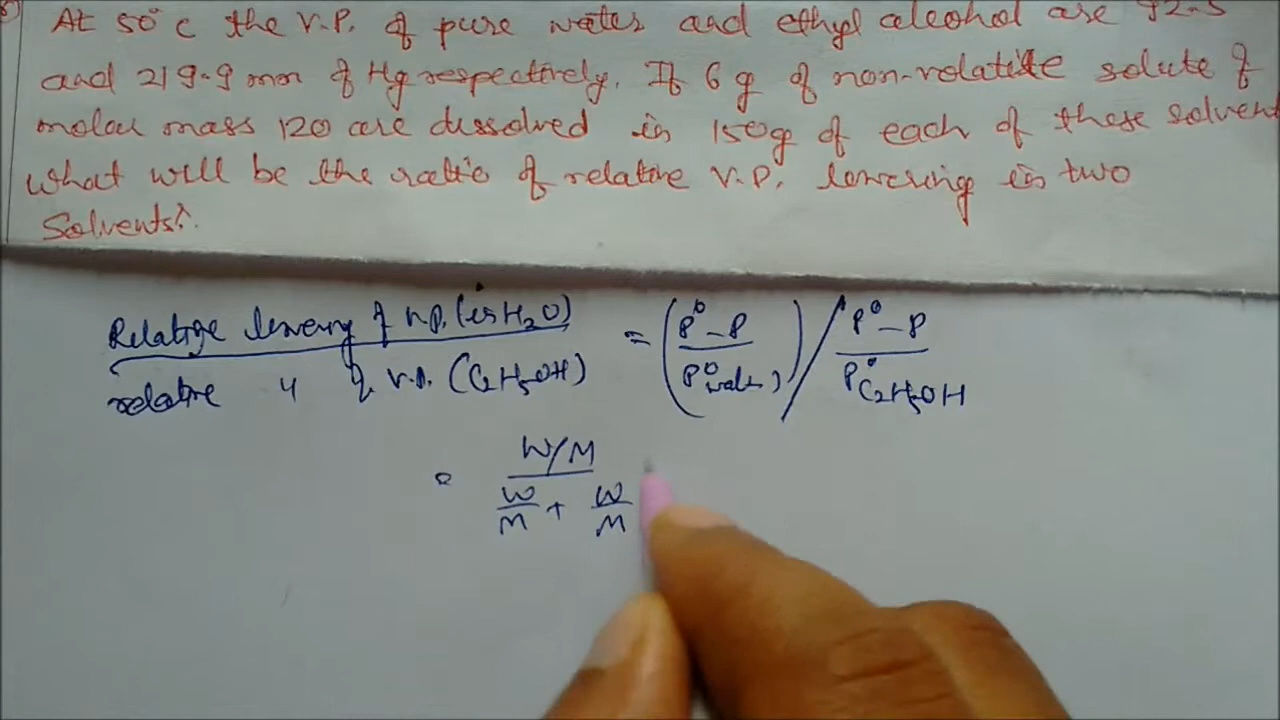 At 50°c the V.P. of pure water and ethyl alcohol are 92.5
and 219.9 mm of Hg respectively. If 6 g of non-volatile solute of
molar mass 120 are dissolved in 150g of each of these solvent
what will be the ratio of relative V.P. lowering in two
Solvents?
Relative lowering of v.p. (in H₂O) = (P° - P / P°water) / P° - P / P°C₂H₅OH
relative 〃 of v.p. (C₂H₅OH)
= W/M
W/M + W/M